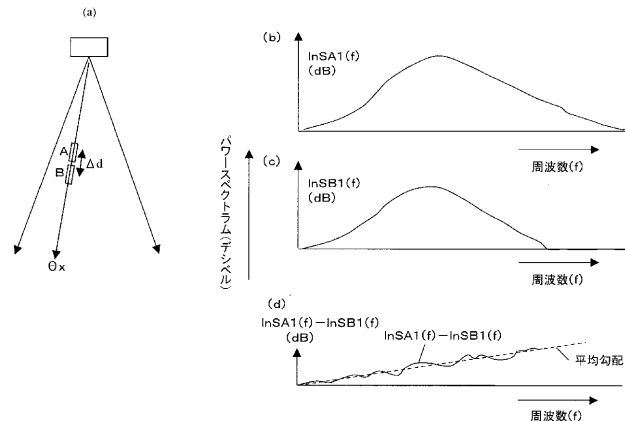 (a)
A
B
Δd
θx
パワースペクトラム(デシベル)
(b)
lnSA1(f)
(dB)
周波数(f)
(c)
lnSB1(f)
(dB)
周波数(f)
(d)
lnSA1(f)−lnSB1(f)
(dB)
lnSA1(f)−lnSB1(f)
平均勾配
周波数(f)